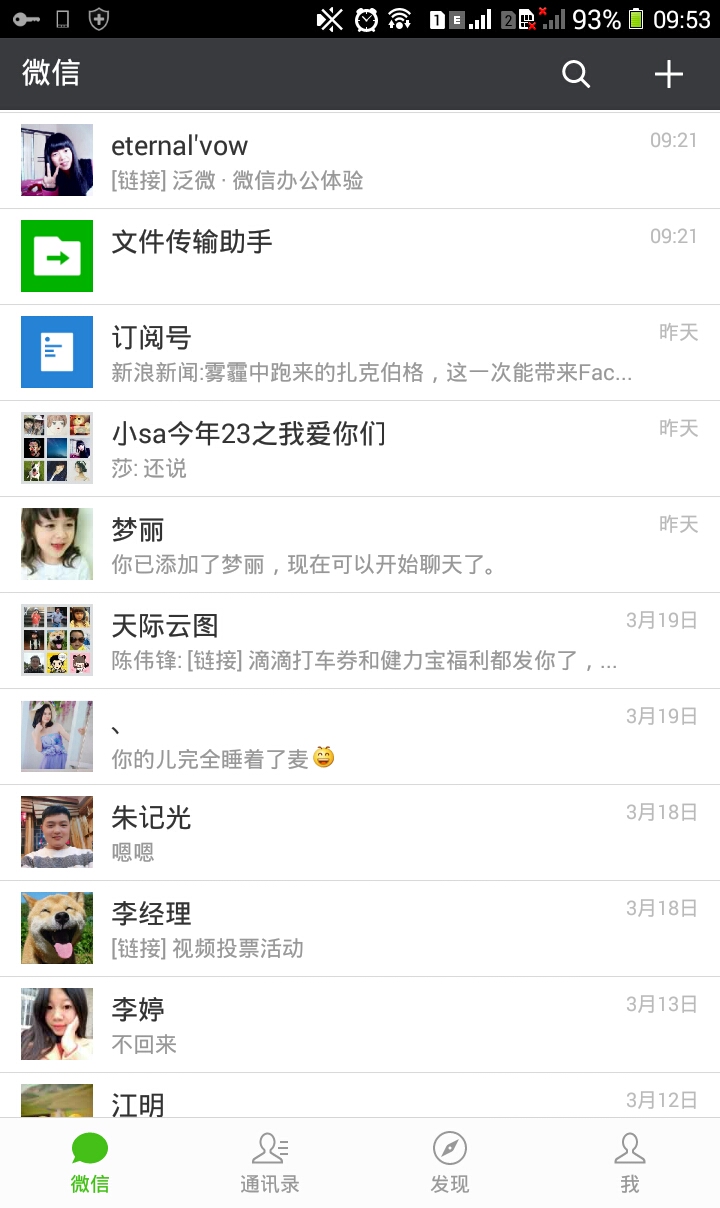 1 E 2 93% 09:53
微信
eternal'vow 09:21
[链接] 泛微 · 微信办公体验
文件传输助手 09:21
订阅号 昨天
新浪新闻:雾霾中跑来的扎克伯格，这一次能带来Fac...
小sa今年23之我爱你们 昨天
莎: 还说
梦丽 昨天
你已添加了梦丽，现在可以开始聊天了。
天际云图 3月19日
陈伟锋: [链接] 滴滴打车券和健力宝福利都发你了，...
、 3月19日
你的儿完全睡着了麦
朱记光 3月18日
嗯嗯
李经理 3月18日
[链接] 视频投票活动
李婷 3月13日
不回来
江明 3月12日
微信 通讯录 发现 我